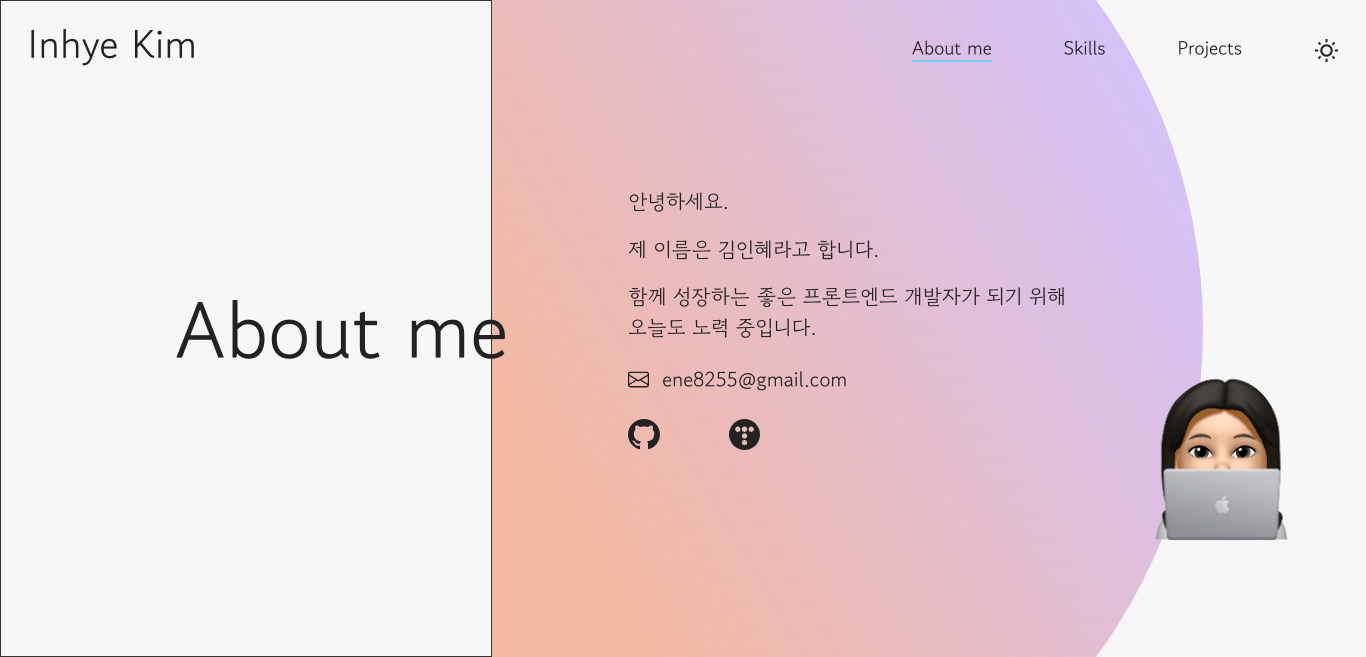 Inhye Kim
About me
Skills
Projects
About me
안녕하세요.
제 이름은 김인혜라고 합니다.
함께 성장하는 좋은 프론트엔드 개발자가 되기 위해
오늘도 노력 중입니다.
ene8255@gmail.com